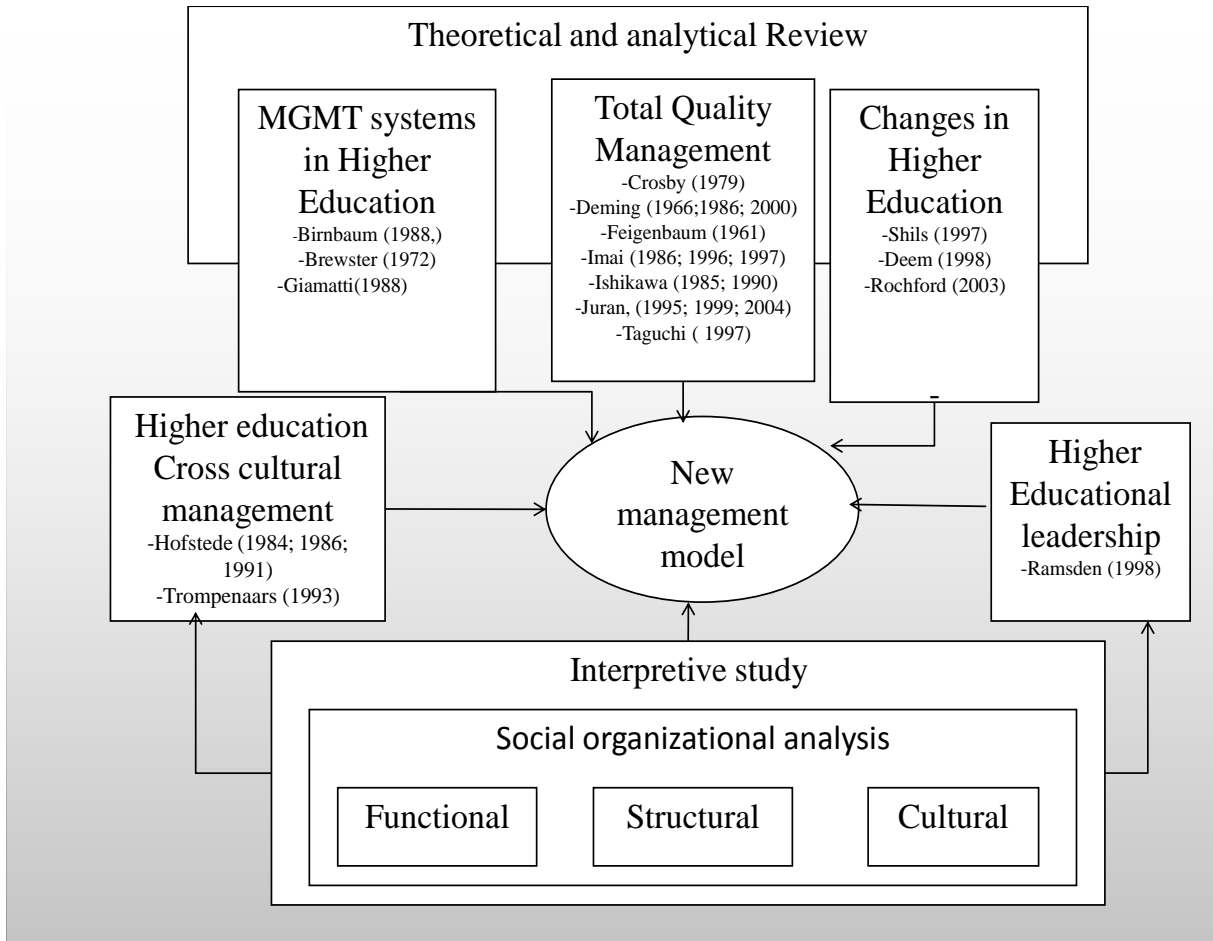 Theoretical and analytical Review
MGMT systems
in Higher
Education
-Birnbaum (1988,)
-Brewster (1972)
-Giamatti(1988)
Total Quality
Management
-Crosby (1979)
-Deming (1966;1986; 2000)
-Feigenbaum (1961)
-Imai (1986; 1996; 1997)
-Ishikawa (1985; 1990)
-Juran, (1995; 1999; 2004)
-Taguchi ( 1997)
Changes in
Higher
Education
-Shils (1997)
-Deem (1998)
-Rochford (2003)
-
Higher education
Cross cultural
management
-Hofstede (1984; 1986;
1991)
-Trompenaars (1993)
New
management
model
Higher
Educational
leadership
-Ramsden (1998)
Interpretive study
Social organizational analysis
Functional
Structural
Cultural